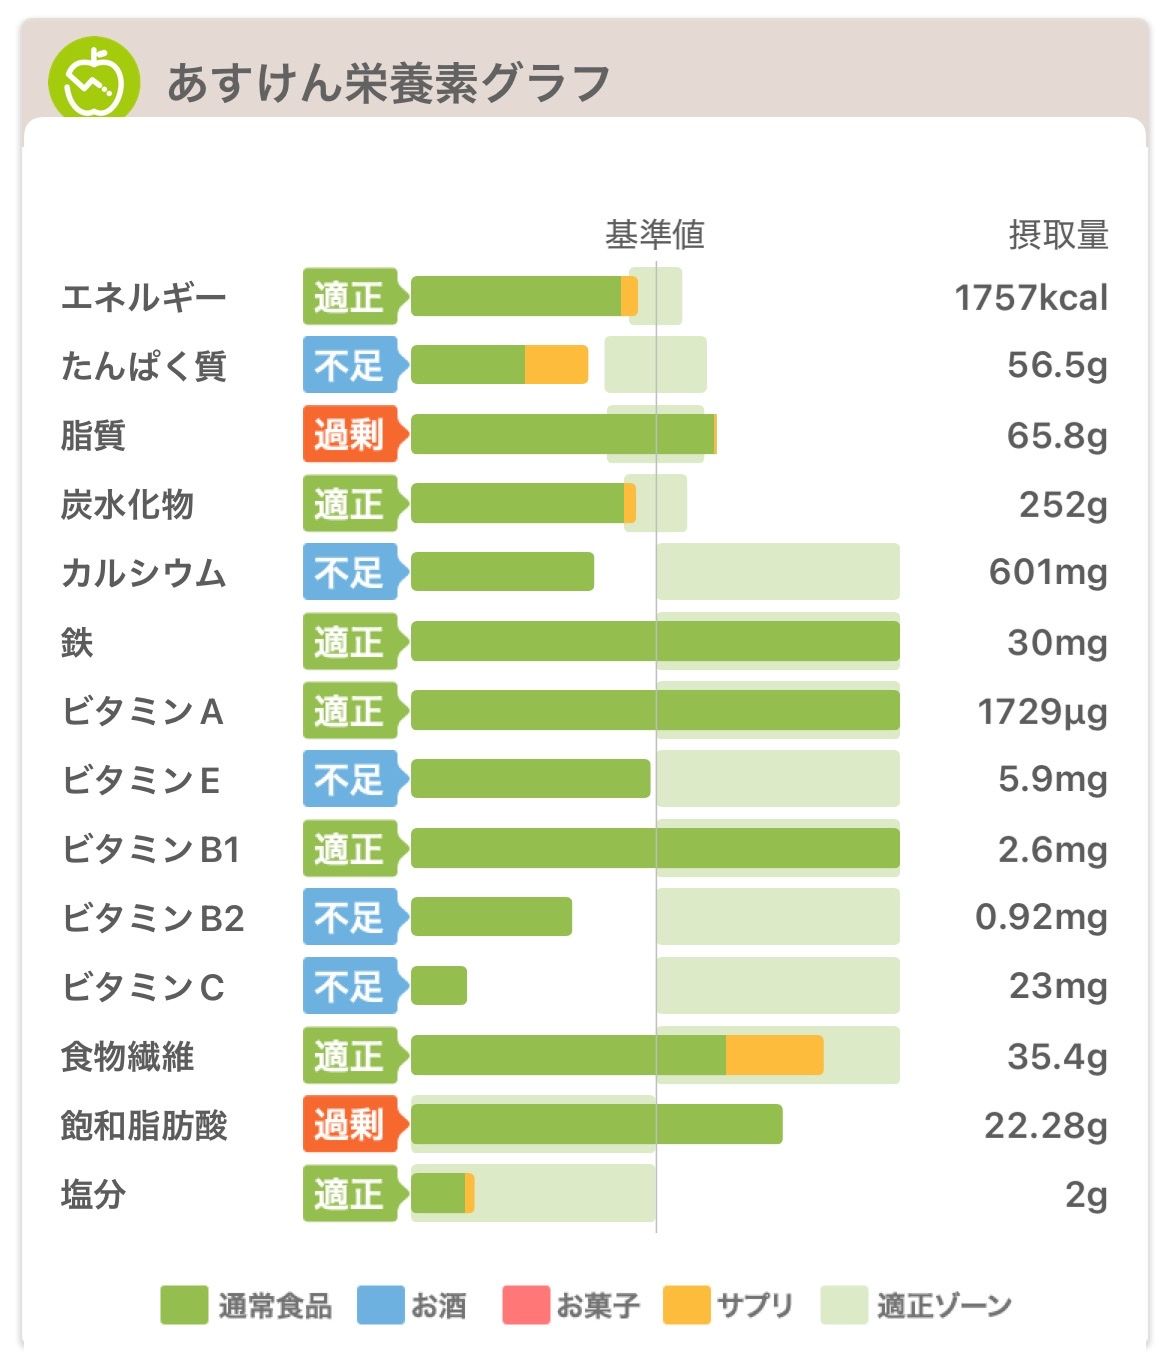 あすけん栄養素グラフ
基準値 摂取量
エネルギー 適正 1757kcal
たんぱく質 不足 56.5g
脂質 過剰 65.8g
炭水化物 適正 252g
カルシウム 不足 601mg
鉄 適正 30mg
ビタミンA 適正 1729μg
ビタミンE 不足 5.9mg
ビタミンB1 適正 2.6mg
ビタミンB2 不足 0.92mg
ビタミンC 不足 23mg
食物繊維 適正 35.4g
飽和脂肪酸 過剰 22.28g
塩分 適正 2g
通常食品 お酒 お菓子 サプリ 適正ゾーン